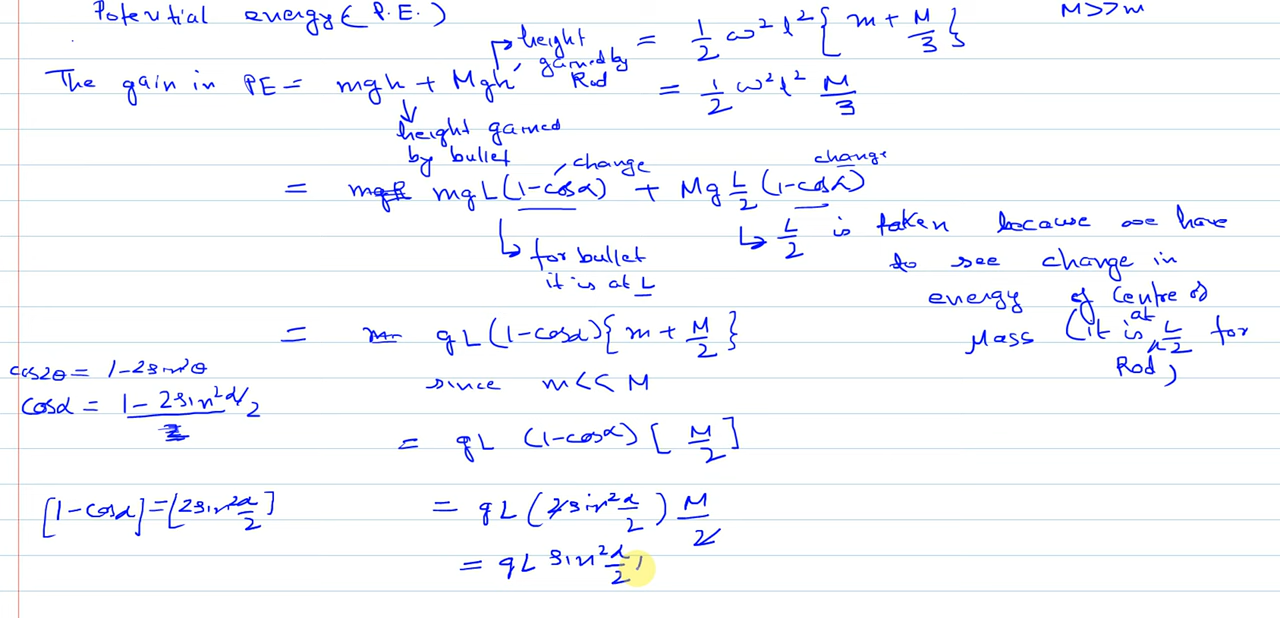 Potential energy (P.E.)
= 1/2 ω² l² { m + M/3 }
M>>m
The gain in PE = mgh + Mgh'
height gained by Rod
= 1/2 ω² l² M/3
height gained
by bullet
change
change
= mgL(1-cosα) + Mg L/2 (1-cosα)
for bullet
it is at L
L/2 is taken because we have
to see change in
energy of Centre of
Mass (it is at L/2 for
Rod)
= gL(1-cosα){ m + M/2 }
since m<<M
cos2θ = 1-2sin²θ
cosα = 1-2sin²α/2
= gL (1-cosα) [ M/2 ]
[1-cosα] = [2sin²α/2]
= gL (2sin²α/2) M/2
= gL sin²α/2